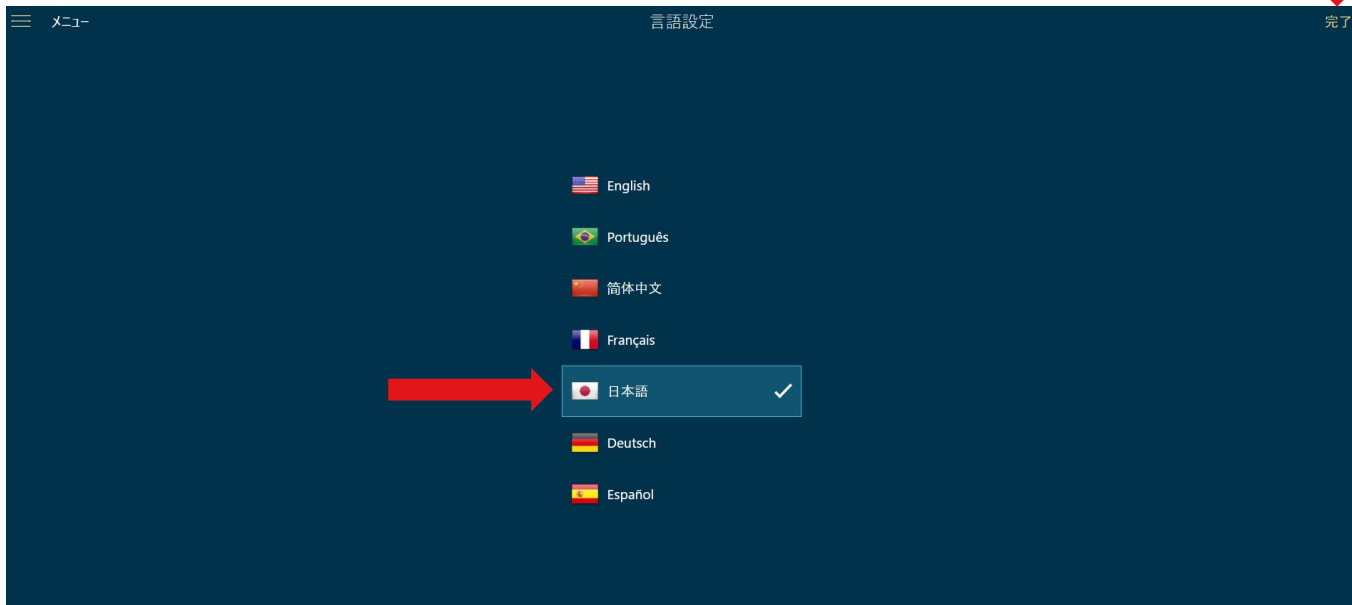 メニュー
言語設定
完了
English
Português
简体中文
Français
日本語
Deutsch
Español